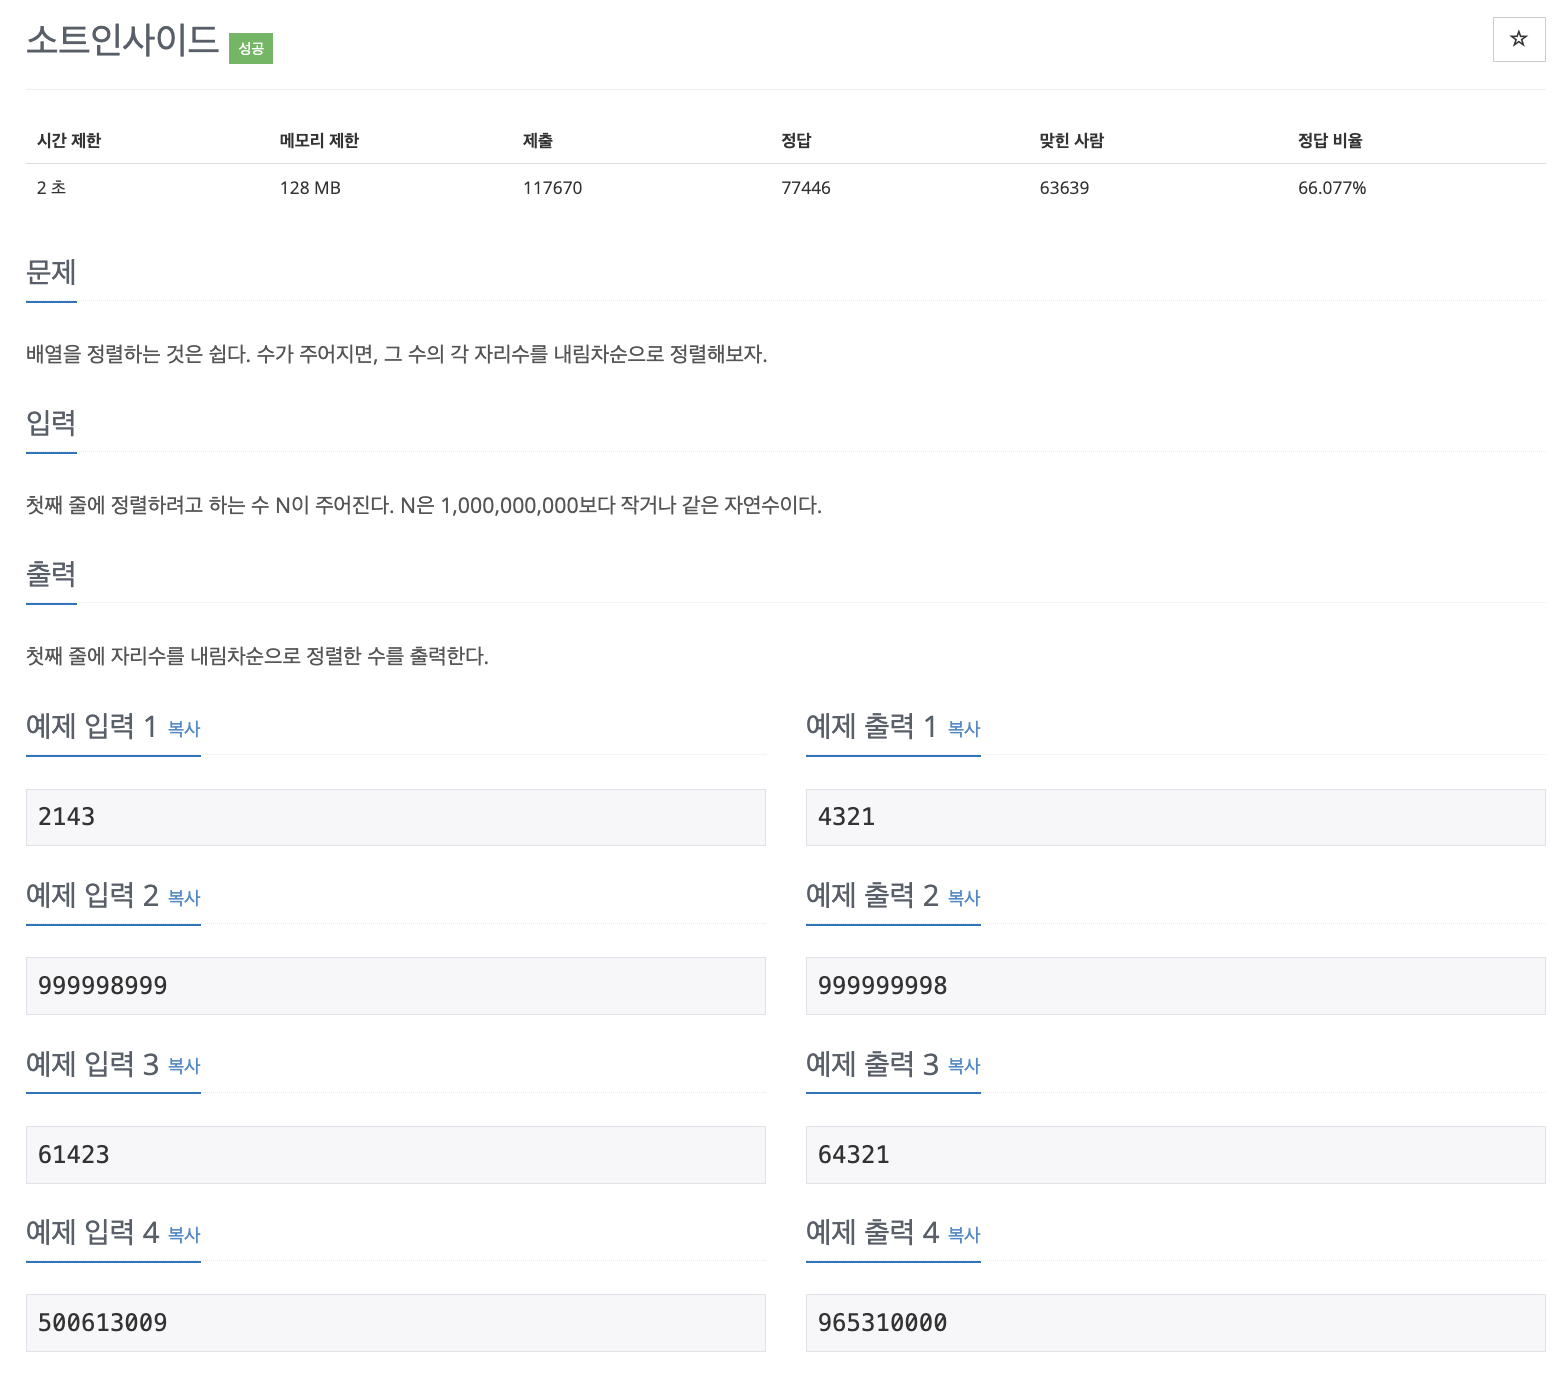 소트인사이드 성공
☆
시간 제한 메모리 제한 제출 정답 맞힌 사람 정답 비율
2 초 128 MB 117670 77446 63639 66.077%
문제
배열을 정렬하는 것은 쉽다. 수가 주어지면, 그 수의 각 자리수를 내림차순으로 정렬해보자.
입력
첫째 줄에 정렬하려고 하는 수 N이 주어진다. N은 1,000,000,000보다 작거나 같은 자연수이다.
출력
첫째 줄에 자리수를 내림차순으로 정렬한 수를 출력한다.
예제 입력 1 복사
2143
예제 출력 1 복사
4321
예제 입력 2 복사
999998999
예제 출력 2 복사
999999998
예제 입력 3 복사
61423
예제 출력 3 복사
64321
예제 입력 4 복사
500613009
예제 출력 4 복사
965310000